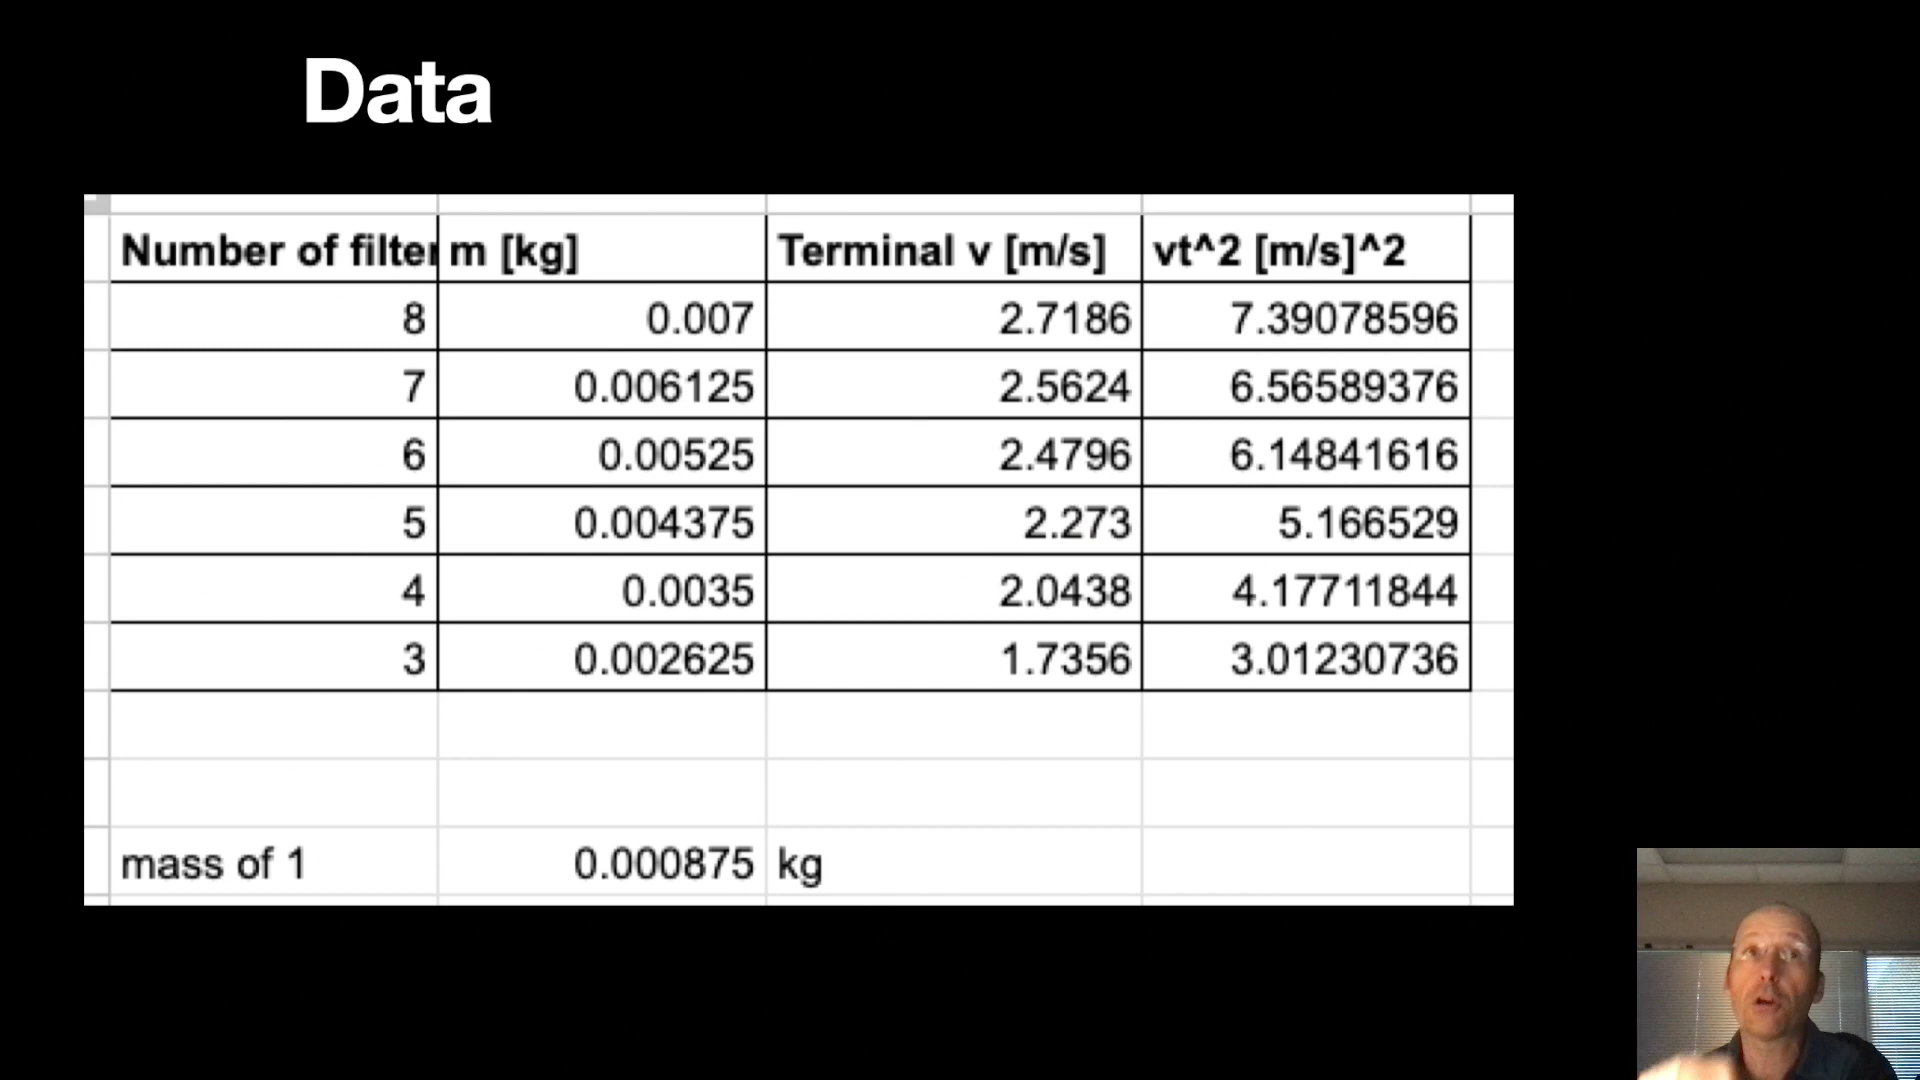 Data
Number of filter m [kg] Terminal v [m/s] vt^2 [m/s]^2
8 0.007 2.7186 7.39078596
7 0.006125 2.5624 6.56589376
6 0.00525 2.4796 6.14841616
5 0.004375 2.273 5.166529
4 0.0035 2.0438 4.17711844
3 0.002625 1.7356 3.01230736
mass of 1 0.000875 kg